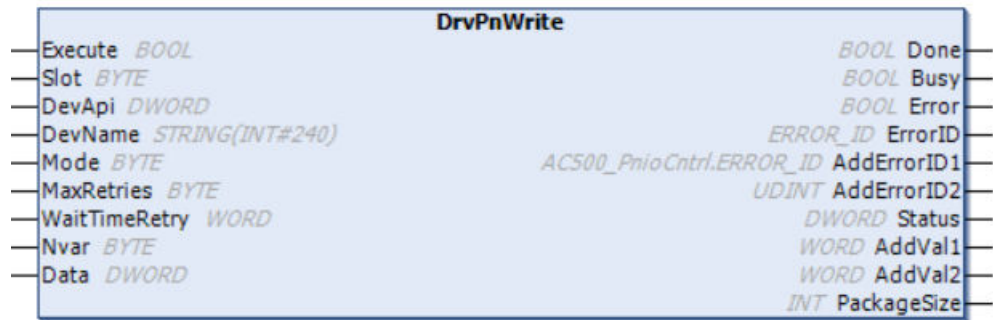 DrvPnWrite
Execute BOOL BOOL Done
Slot BYTE BOOL Busy
DevApi DWORD BOOL Error
DevName STRING(INT#240) ERROR_ID ErrorID
Mode BYTE AC500_PnioCntrl.ERROR_ID AddErrorID1
MaxRetries BYTE UDINT AddErrorID2
WaitTimeRetry WORD DWORD Status
Nvar BYTE WORD AddVal1
Data DWORD WORD AddVal2
INT PackageSize